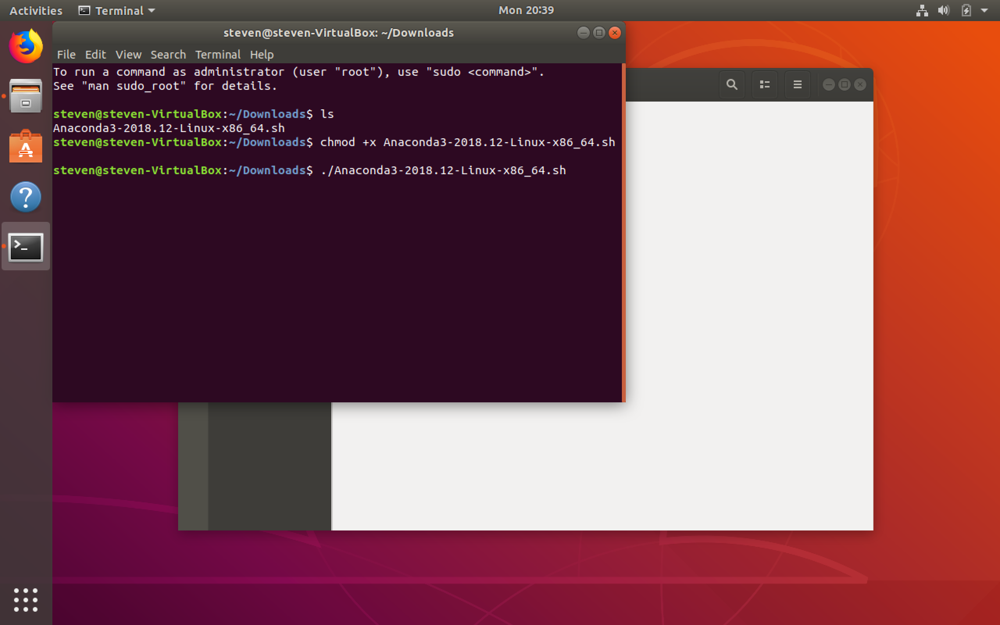 Activities Terminal Mon 20:39
steven@steven-VirtualBox: ~/Downloads
File Edit View Search Terminal Help
To run a command as administrator (user "root"), use "sudo <command>".
See "man sudo_root" for details.
steven@steven-VirtualBox:~/Downloads$ ls
Anaconda3-2018.12-Linux-x86_64.sh
steven@steven-VirtualBox:~/Downloads$ chmod +x Anaconda3-2018.12-Linux-x86_64.sh
steven@steven-VirtualBox:~/Downloads$ ./Anaconda3-2018.12-Linux-x86_64.sh